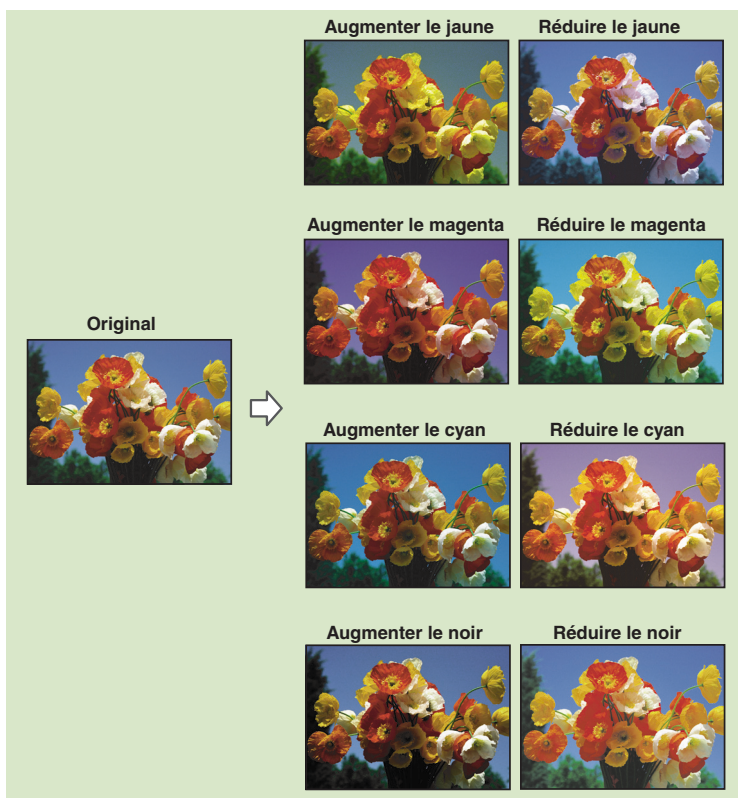 Augmenter le jaune
Réduire le jaune
Augmenter le magenta
Réduire le magenta
Original
Augmenter le cyan
Réduire le cyan
Augmenter le noir
Réduire le noir